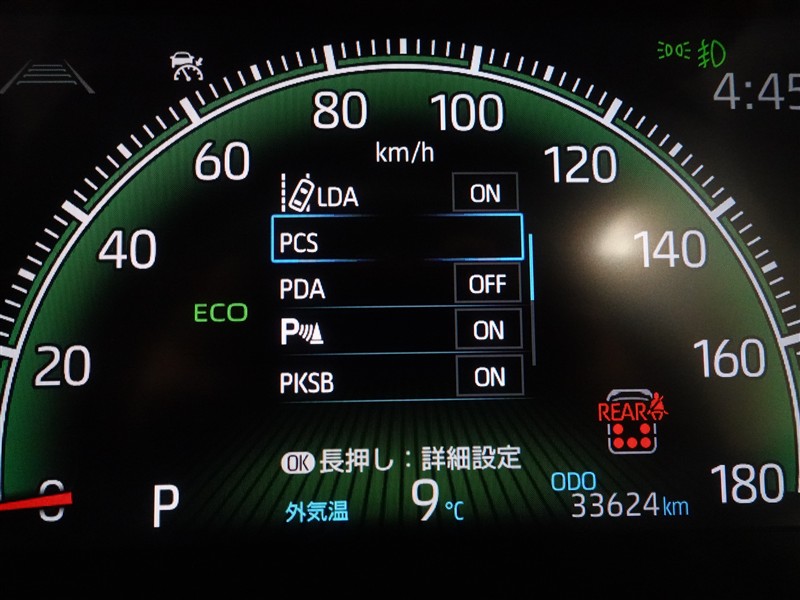 4:45
80
100
km/h
60
120
LDA
ON
40
PCS
140
PDA
OFF
ECO
P
ON
20
160
PKSB
ON
REAR
OK 長押し：詳細設定
0
P
外気温
9℃
ODO
33624km
180